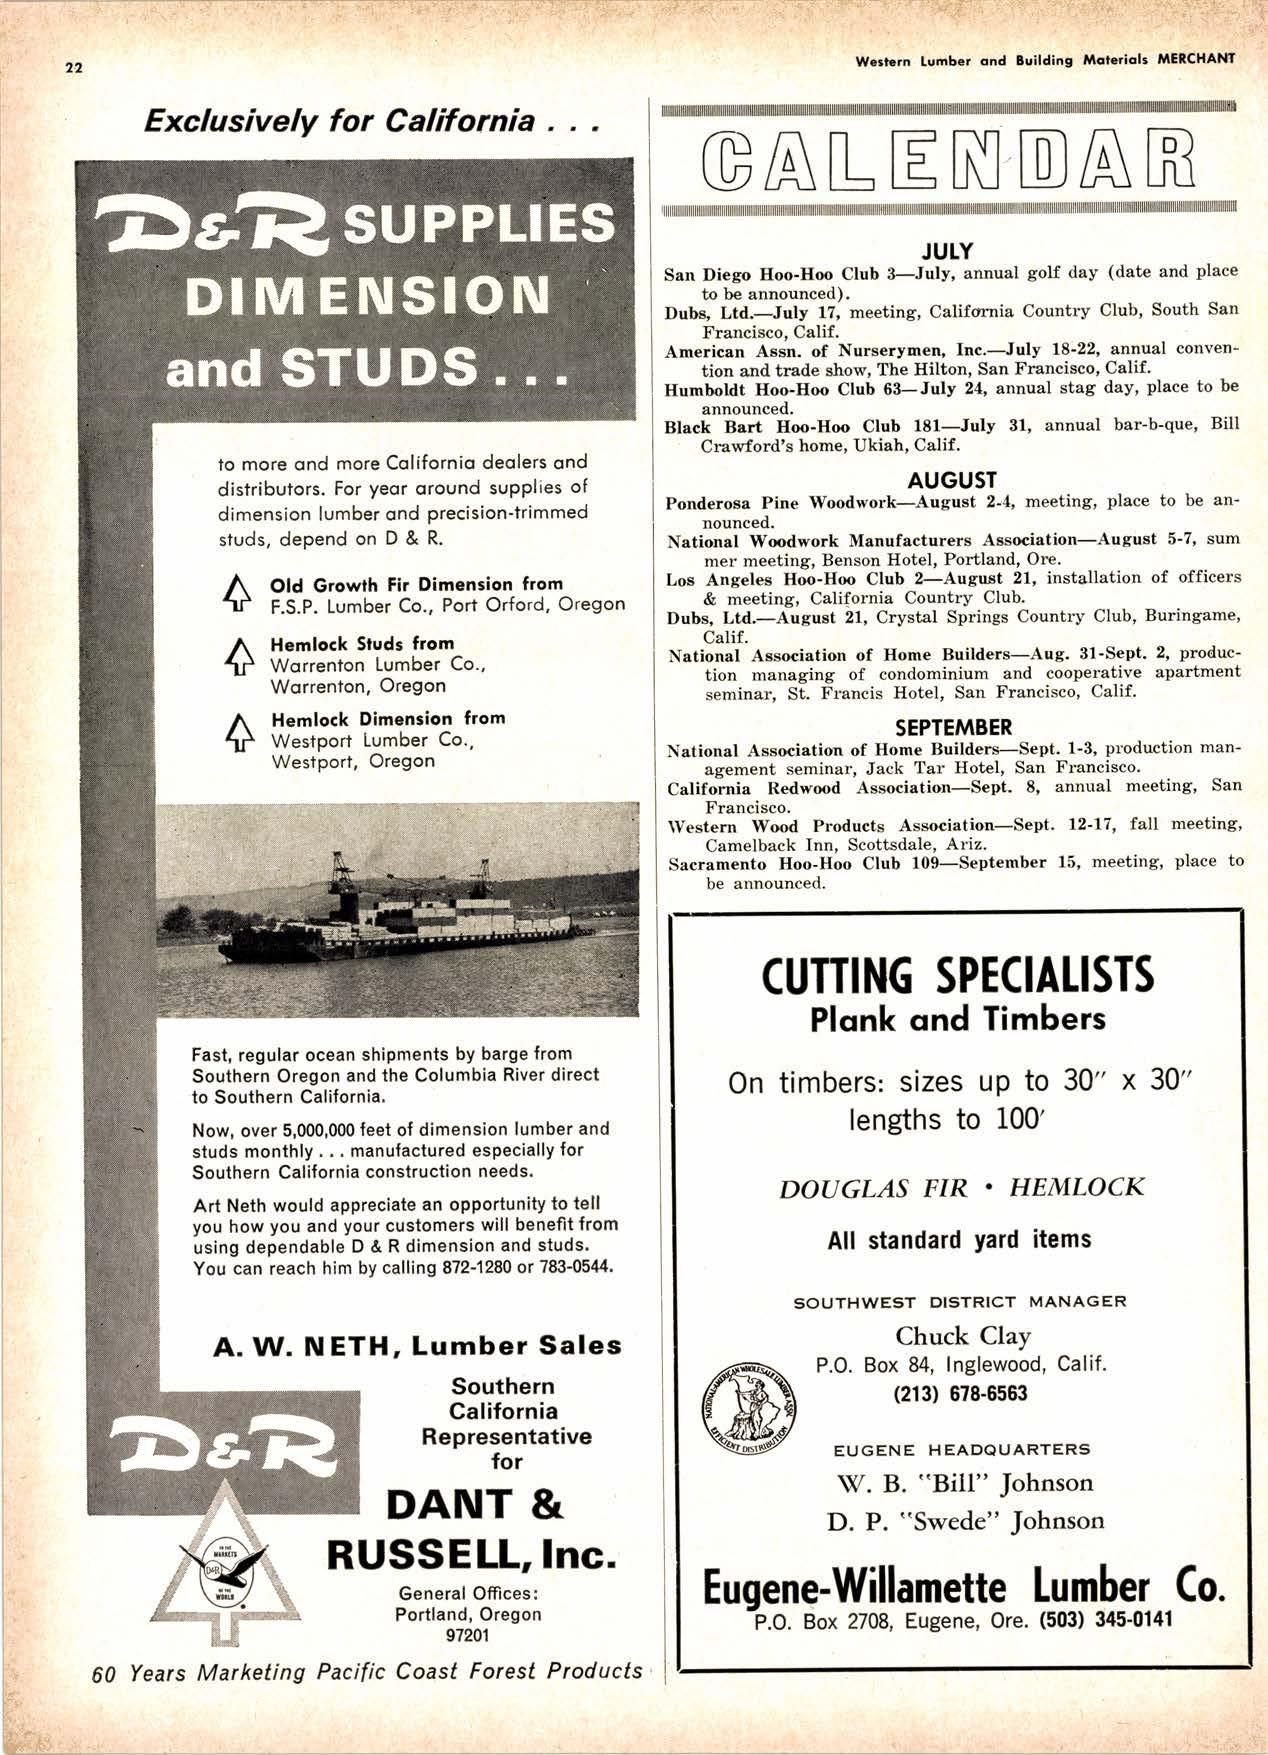 22
Western Lumber and Building Materials MERCHANT
Exclusively for California . . .
D&R SUPPLIES
DIMENSION
and STUDS . . .
to more and more California dealers and
distributors. For year around supplies of
dimension lumber and precision-trimmed
studs, depend on D & R.
Old Growth Fir Dimension from
F.S.P. Lumber Co., Port Orford, Oregon
Hemlock Studs from
Warrenton Lumber Co.,
Warrenton, Oregon
Hemlock Dimension from
Westport Lumber Co.,
Westport, Oregon
Fast, regular ocean shipments by barge from
Southern Oregon and the Columbia River direct
to Southern California.
Now, over 5,000,000 feet of dimension lumber and
studs monthly . . . manufactured especially for
Southern California construction needs.
Art Neth would appreciate an opportunity to tell
you how you and your customers will benefit from
using dependable D & R dimension and studs.
You can reach him by calling 872-1280 or 783-0544.
A. W. NETH, Lumber Sales
Southern
California
Representative
for
DANT &
RUSSELL, Inc.
General Offices:
Portland, Oregon
97201
D&R
IN THE
MARKETS
D&R
OF THE
WORLD
60 Years Marketing Pacific Coast Forest Products
CALENDAR
JULY
San Diego Hoo-Hoo Club 3—July, annual golf day (date and place
to be announced).
Dubs, Ltd.—July 17, meeting, California Country Club, South San
Francisco, Calif.
American Assn. of Nurserymen, Inc.—July 18-22, annual conven-
tion and trade show, The Hilton, San Francisco, Calif.
Humboldt Hoo-Hoo Club 63—July 24, annual stag day, place to be
announced.
Black Bart Hoo-Hoo Club 181—July 31, annual bar-b-que, Bill
Crawford's home, Ukiah, Calif.
AUGUST
Ponderosa Pine Woodwork—August 2-4, meeting, place to be an-
nounced.
National Woodwork Manufacturers Association—August 5-7, sum
mer meeting, Benson Hotel, Portland, Ore.
Los Angeles Hoo-Hoo Club 2—August 21, installation of officers
& meeting, California Country Club.
Dubs, Ltd.—August 21, Crystal Springs Country Club, Buringame,
Calif.
National Association of Home Builders—Aug. 31-Sept. 2, produc-
tion managing of condominium and cooperative apartment
seminar, St. Francis Hotel, San Francisco, Calif.
SEPTEMBER
National Association of Home Builders—Sept. 1-3, production man-
agement seminar, Jack Tar Hotel, San Francisco.
California Redwood Association—Sept. 8, annual meeting, San
Francisco.
Western Wood Products Association—Sept. 12-17, fall meeting,
Camelback Inn, Scottsdale, Ariz.
Sacramento Hoo-Hoo Club 109—September 15, meeting, place to
be announced.
CUTTING SPECIALISTS
Plank and Timbers
On timbers: sizes up to 30" x 30"
lengths to 100'
DOUGLAS FIR • HEMLOCK
All standard yard items
SOUTHWEST DISTRICT MANAGER
Chuck Clay
P.O. Box 84, Inglewood, Calif.
(213) 678-6563
NATIONAL-AMERICAN WHOLESALE LUMBER ASSN.
EFFICIENT DISTRIBUTION
EUGENE HEADQUARTERS
W. B. "Bill" Johnson
D. P. "Swede" Johnson
Eugene-Willamette Lumber Co.
P.O. Box 2708, Eugene, Ore. (503) 345-0141